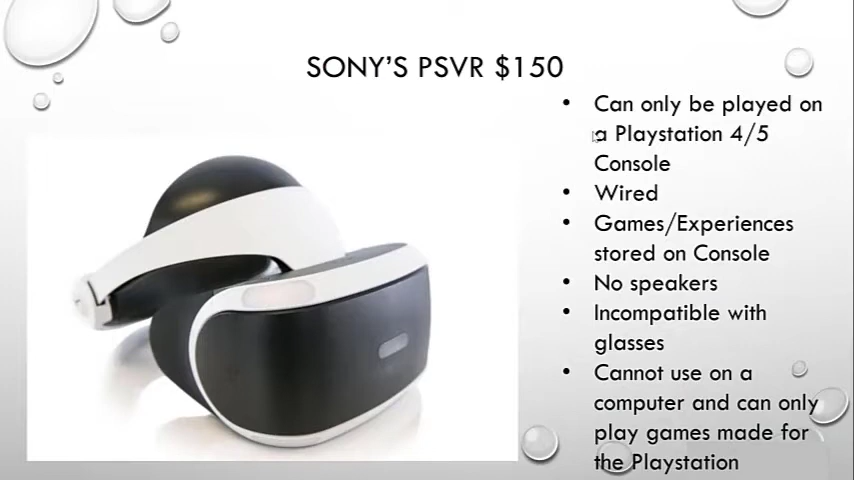 SONY'S PSVR $150
• Can only be played on
a Playstation 4/5
Console
• Wired
• Games/Experiences
stored on Console
• No speakers
• Incompatible with
glasses
• Cannot use on a
computer and can only
play games made for
the Playstation